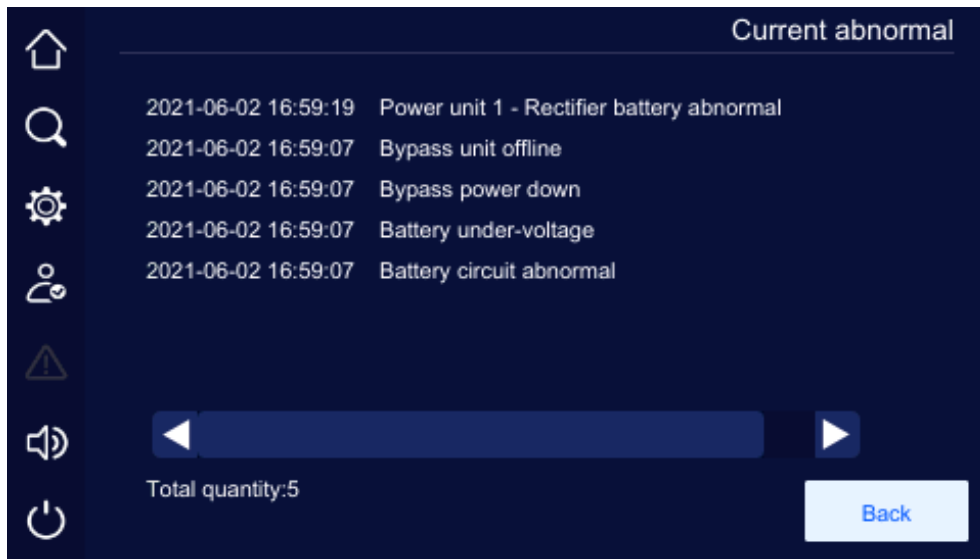 Current abnormal
2021-06-02 16:59:19 Power unit 1 - Rectifier battery abnormal
2021-06-02 16:59:07 Bypass unit offline
2021-06-02 16:59:07 Bypass power down
2021-06-02 16:59:07 Battery under-voltage
2021-06-02 16:59:07 Battery circuit abnormal
Total quantity:5
Back